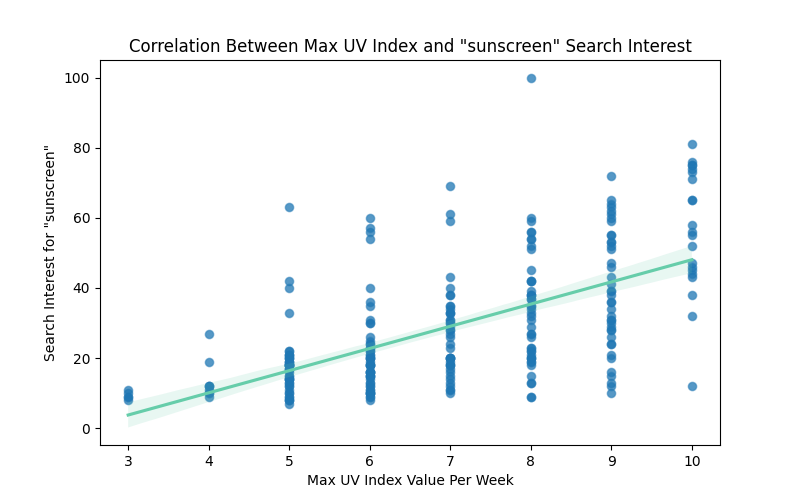 Correlation Between Max UV Index and "sunscreen" Search Interest
Search Interest for "sunscreen"
100
80
60
40
20
0
3 4 5 6 7 8 9 10
Max UV Index Value Per Week